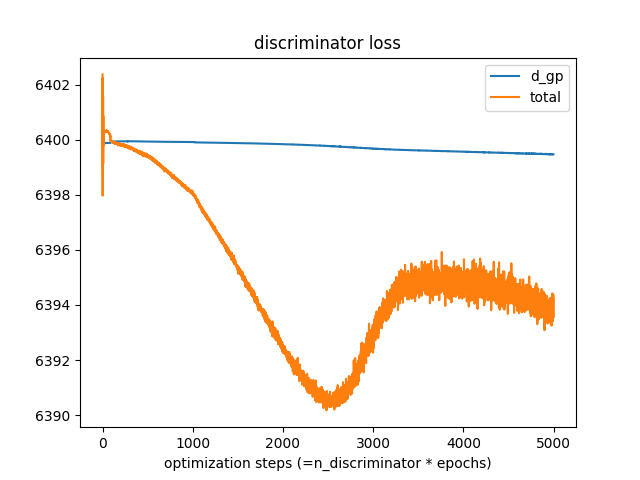 discriminator loss
d_gp
total
6402
6400
6398
6396
6394
6392
6390
0 1000 2000 3000 4000 5000
optimization steps (=n_discriminator * epochs)